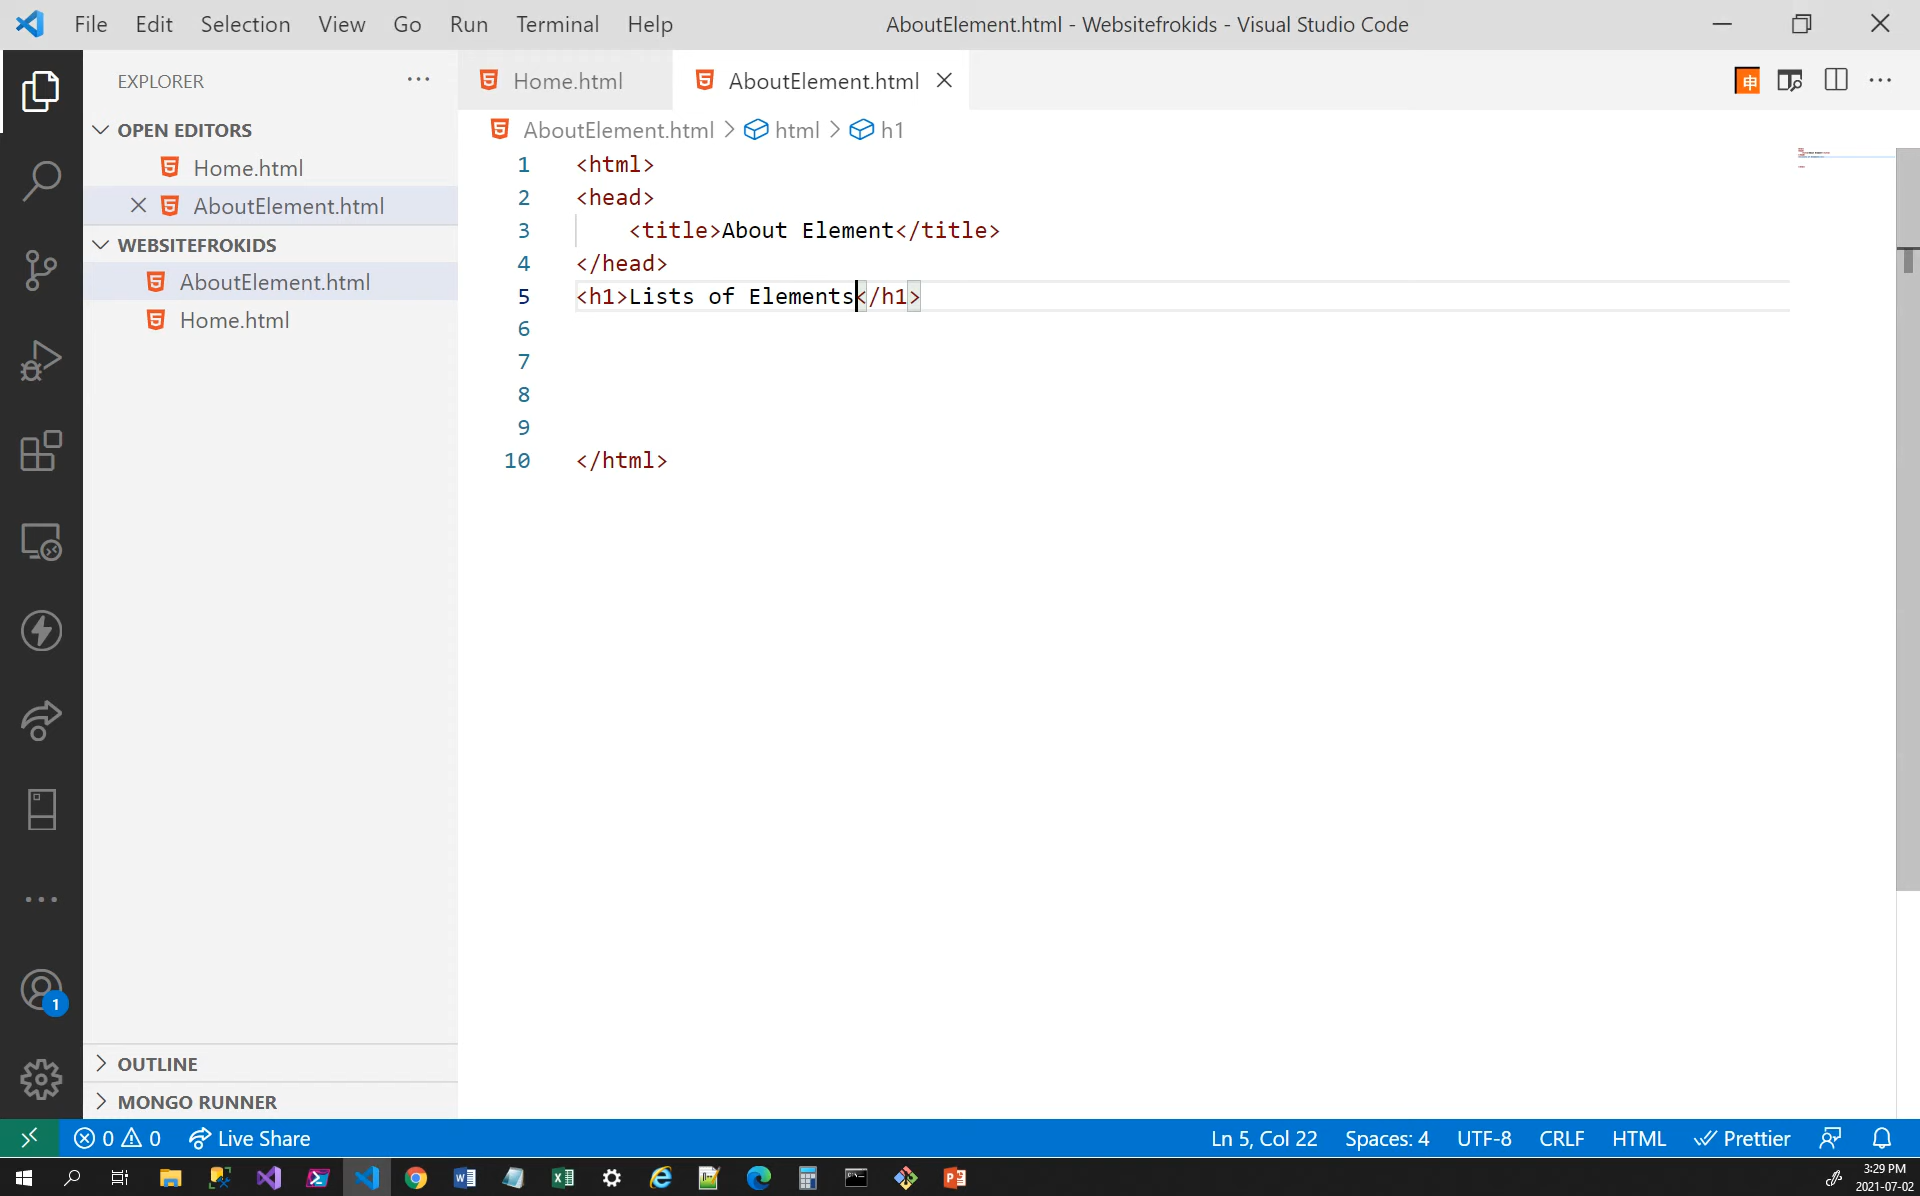 File Edit Selection View Go Run Terminal Help
AboutElement.html - Websitefrokids - Visual Studio Code
EXPLORER
OPEN EDITORS
Home.html
AboutElement.html
WEBSITEFROKIDS
AboutElement.html
Home.html
OUTLINE
MONGO RUNNER
Home.html AboutElement.html
AboutElement.html > html > h1
1 <html>
2 <head>
3 <title>About Element</title>
4 </head>
5 <h1>Lists of Elements</h1>
6
7
8
9
10 </html>
1
0 0 Live Share
Ln 5, Col 22 Spaces: 4 UTF-8 CRLF HTML Prettier
3:29 PM
2021-07-02